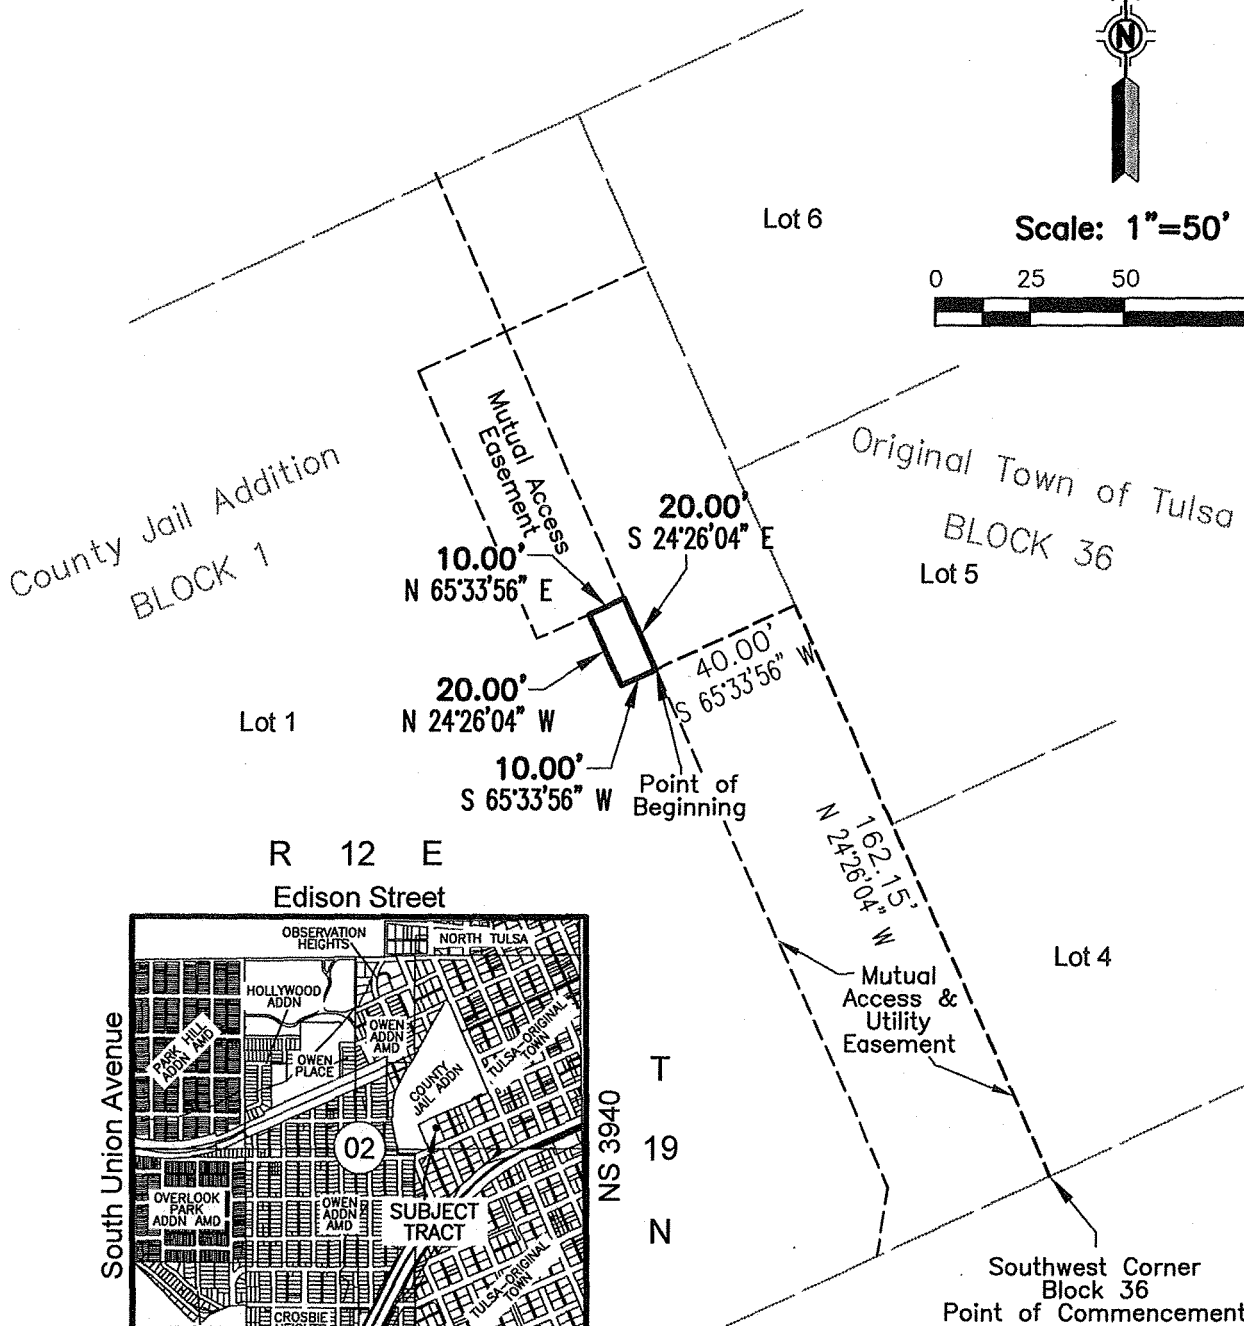 N
Lot 6
Scale: 1"=50'
0 25 50
Mutual Access
Easement
County Jail Addition
BLOCK 1
Original Town of Tulsa
BLOCK 36
Lot 5
20.00'
S 24°26'04" E
10.00'
N 65°33'56" E
40.00'
S 65°33'56" W
20.00'
N 24°26'04" W
Lot 1
10.00'
S 65°33'56" W
Point of
Beginning
162.15'
N 24°26'04" W
R 12 E
Edison Street
OBSERVATION
HEIGHTS
NORTH TULSA
HOLLYWOOD
ADDN
PARK HILL
ADDN AMD
OWEN
ADDN
AMD
OWEN
PLACE
TULSA-ORIGINAL
TOWN
COUNTY
JAIL ADDN
South Union Avenue
02
OVERLOOK
PARK
ADDN AMD
OWEN
ADDN
AMD
SUBJECT
TRACT
TULSA-ORIGINAL
TOWN
CROSBIE
NS 3940
T
19
N
Mutual
Access &
Utility
Easement
Lot 4
Southwest Corner
Block 36
Point of Commencement